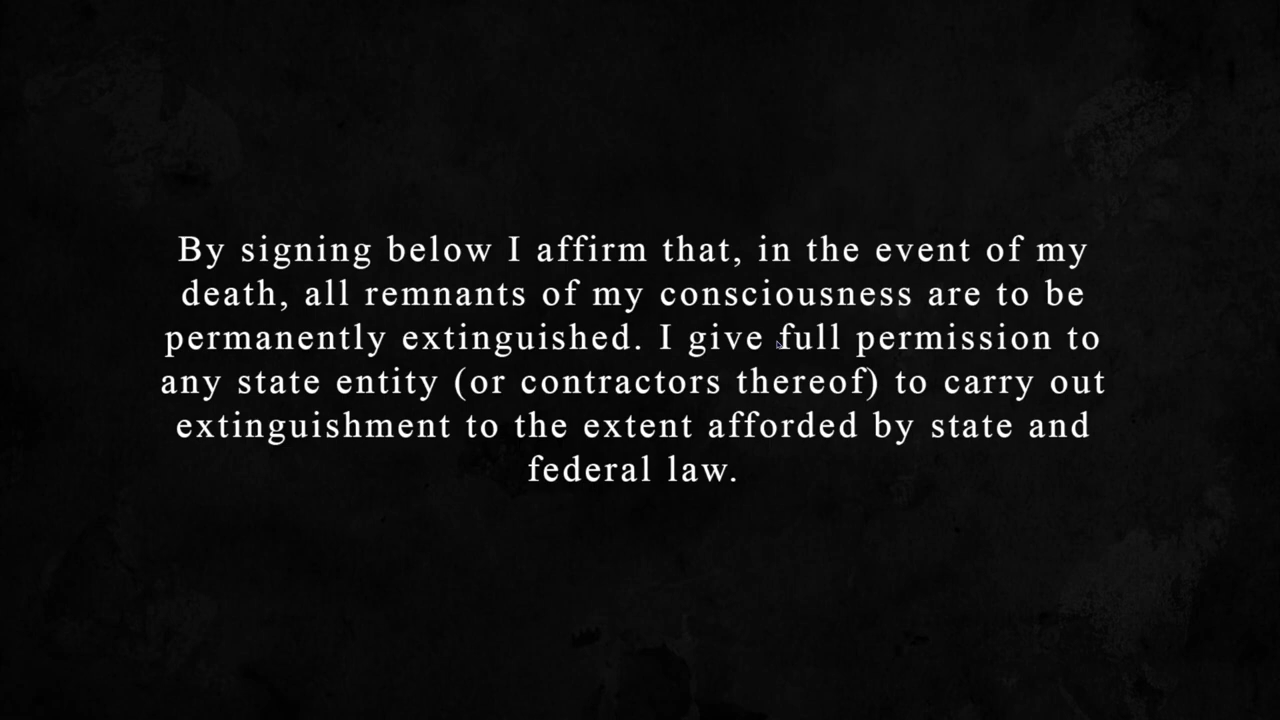 By signing below I affirm that, in the event of my
death, all remnants of my consciousness are to be
permanently extinguished. I give full permission to
any state entity (or contractors thereof) to carry out
extinguishment to the extent afforded by state and
federal law.